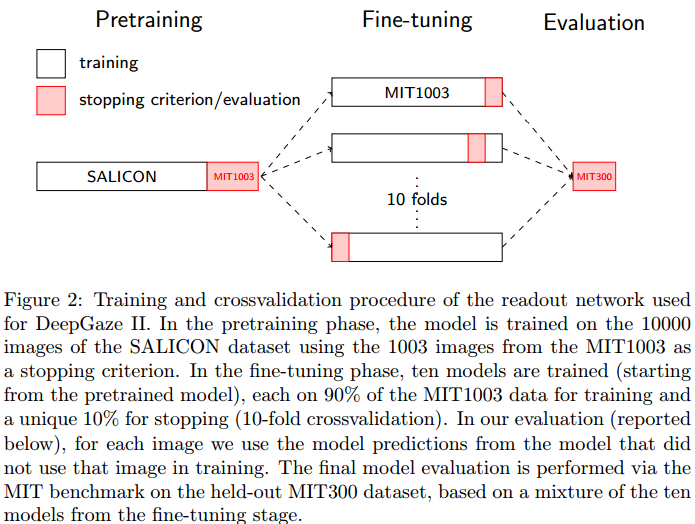 Pretraining
Fine-tuning
Evaluation
training
stopping criterion/evaluation
MIT1003
SALICON
MIT1003
10 folds
MIT300
Figure 2: Training and crossvalidation procedure of the readout network used
for DeepGaze II. In the pretraining phase, the model is trained on the 10000
images of the SALICON dataset using the 1003 images from the MIT1003 as
a stopping criterion. In the fine-tuning phase, ten models are trained (starting
from the pretrained model), each on 90% of the MIT1003 data for training and
a unique 10% for stopping (10-fold crossvalidation). In our evaluation (reported
below), for each image we use the model predictions from the model that did
not use that image in training. The final model evaluation is performed via the
MIT benchmark on the held-out MIT300 dataset, based on a mixture of the ten
models from the fine-tuning stage.